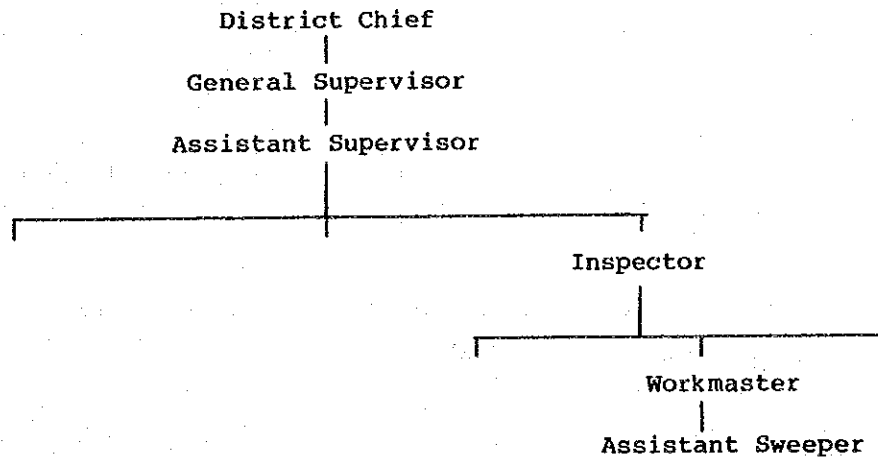 District Chief
General Supervisor
Assistant Supervisor
Inspector
Workmaster
Assistant Sweeper